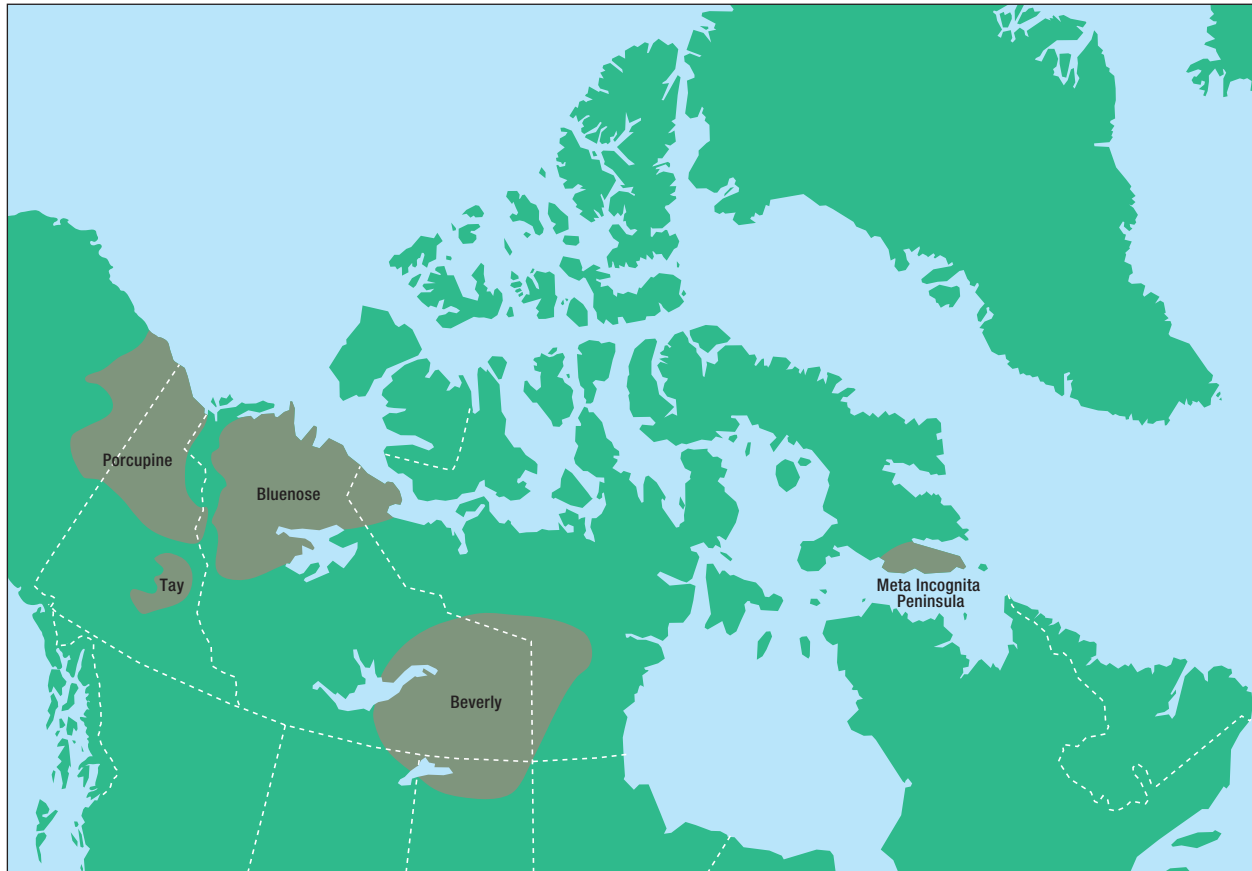 Porcupine
Bluenose
Tay
Meta Incognita
Peninsula
Beverly